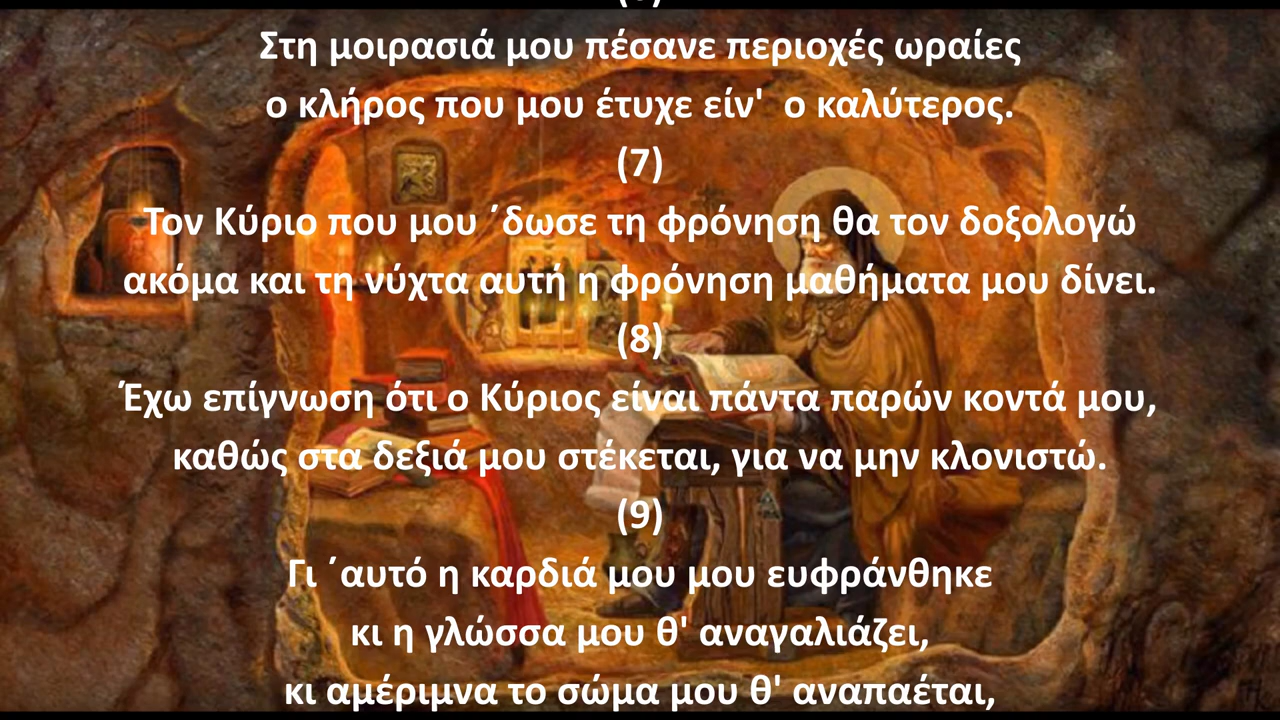 Στη μοιρασιά μου πέσανε περιοχές ωραίες
ο κλήρος που μου έτυχε είν' ο καλύτερος.
(7)
Τον Κύριο που μου ΄δωσε τη φρόνηση θα τον δοξολογώ
ακόμα και τη νύχτα αυτή η φρόνηση μαθήματα μου δίνει.
(8)
Έχω επίγνωση ότι ο Κύριος είναι πάντα παρών κοντά μου,
καθώς στα δεξιά μου στέκεται, για να μην κλονιστώ.
(9)
Γι ΄αυτό η καρδιά μου μου ευφράνθηκε
κι η γλώσσα μου θ' αναγαλιάζει,
κι αμέριμνα το σώμα μου θ' αναπαέται,